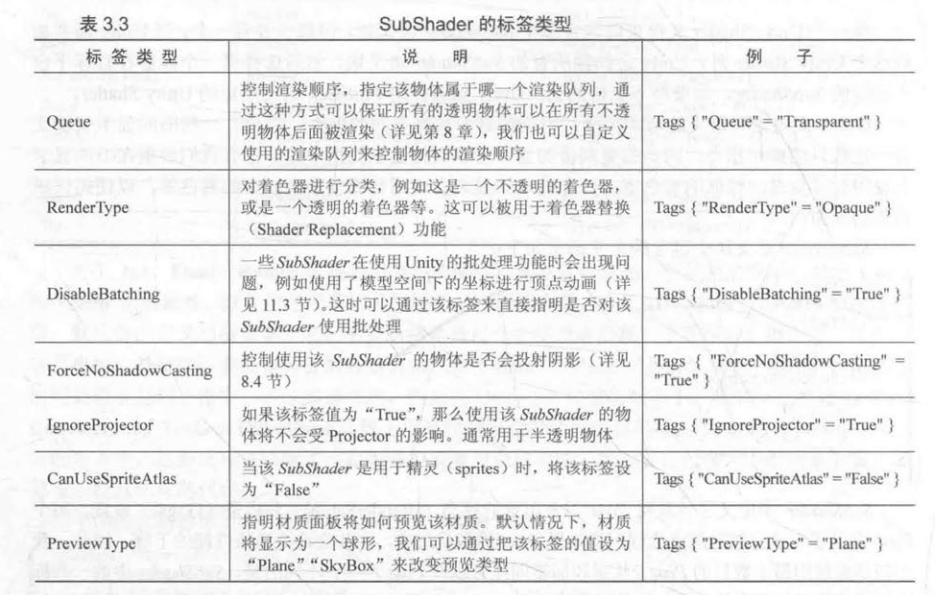 表 3.3 SubShader 的标签类型
标 签 类 型 说 明 例 子
Queue
控制渲染顺序，指定该物体属于哪一个渲染队列，通
过这种方式可以保证所有的透明物体可以在所有不透
明物体后面被渲染（详见第 8 章），我们也可以自定义
使用的渲染队列来控制物体的渲染顺序
Tags { "Queue" = "Transparent" }
RenderType
对着色器进行分类，例如这是一个不透明的着色器，
或是一个透明的着色器等。这可以被用于着色器替换
（Shader Replacement）功能
Tags { "RenderType" = "Opaque" }
DisableBatching
一些 SubShader 在使用 Unity 的批处理功能时会出现问
题，例如使用了模型空间下的坐标进行顶点动画（详
见 11.3 节）。这时可以通过该标签来直接指明是否对该
SubShader 使用批处理
Tags { "DisableBatching" = "True" }
ForceNoShadowCasting
控制使用该 SubShader 的物体是否会投射阴影（详见
8.4 节）
Tags { "ForceNoShadowCasting" =
"True" }
IgnoreProjector
如果该标签值为“True”，那么使用该 SubShader 的物
体将不会受 Projector 的影响。通常用于半透明物体
Tags { "IgnoreProjector" = "True" }
CanUseSpriteAtlas
当该 SubShader 是用于精灵（sprites）时，将该标签设
为“False”
Tags { "CanUseSpriteAtlas" = "False" }
PreviewType
指明材质面板将如何预览该材质。默认情况下，材质
将显示为一个球形，我们可以通过把该标签的值设为
“Plane”“SkyBox”来改变预览类型
Tags { "PreviewType" = "Plane" }